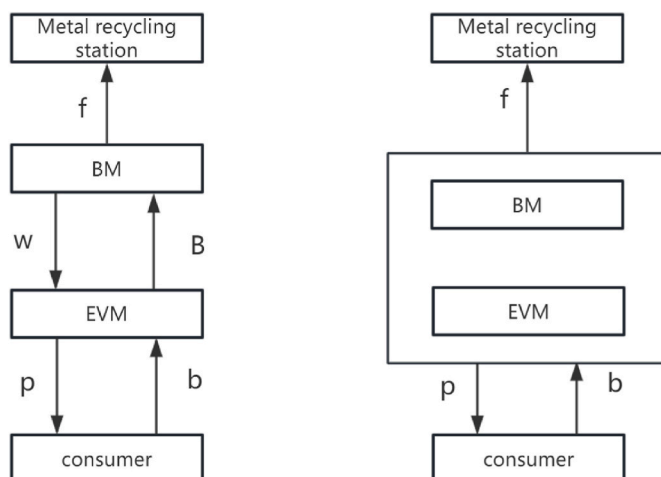 Metal recycling
station
f
BM
w
B
EVM
p
b
consumer
Metal recycling
station
f
BM
EVM
p
b
consumer